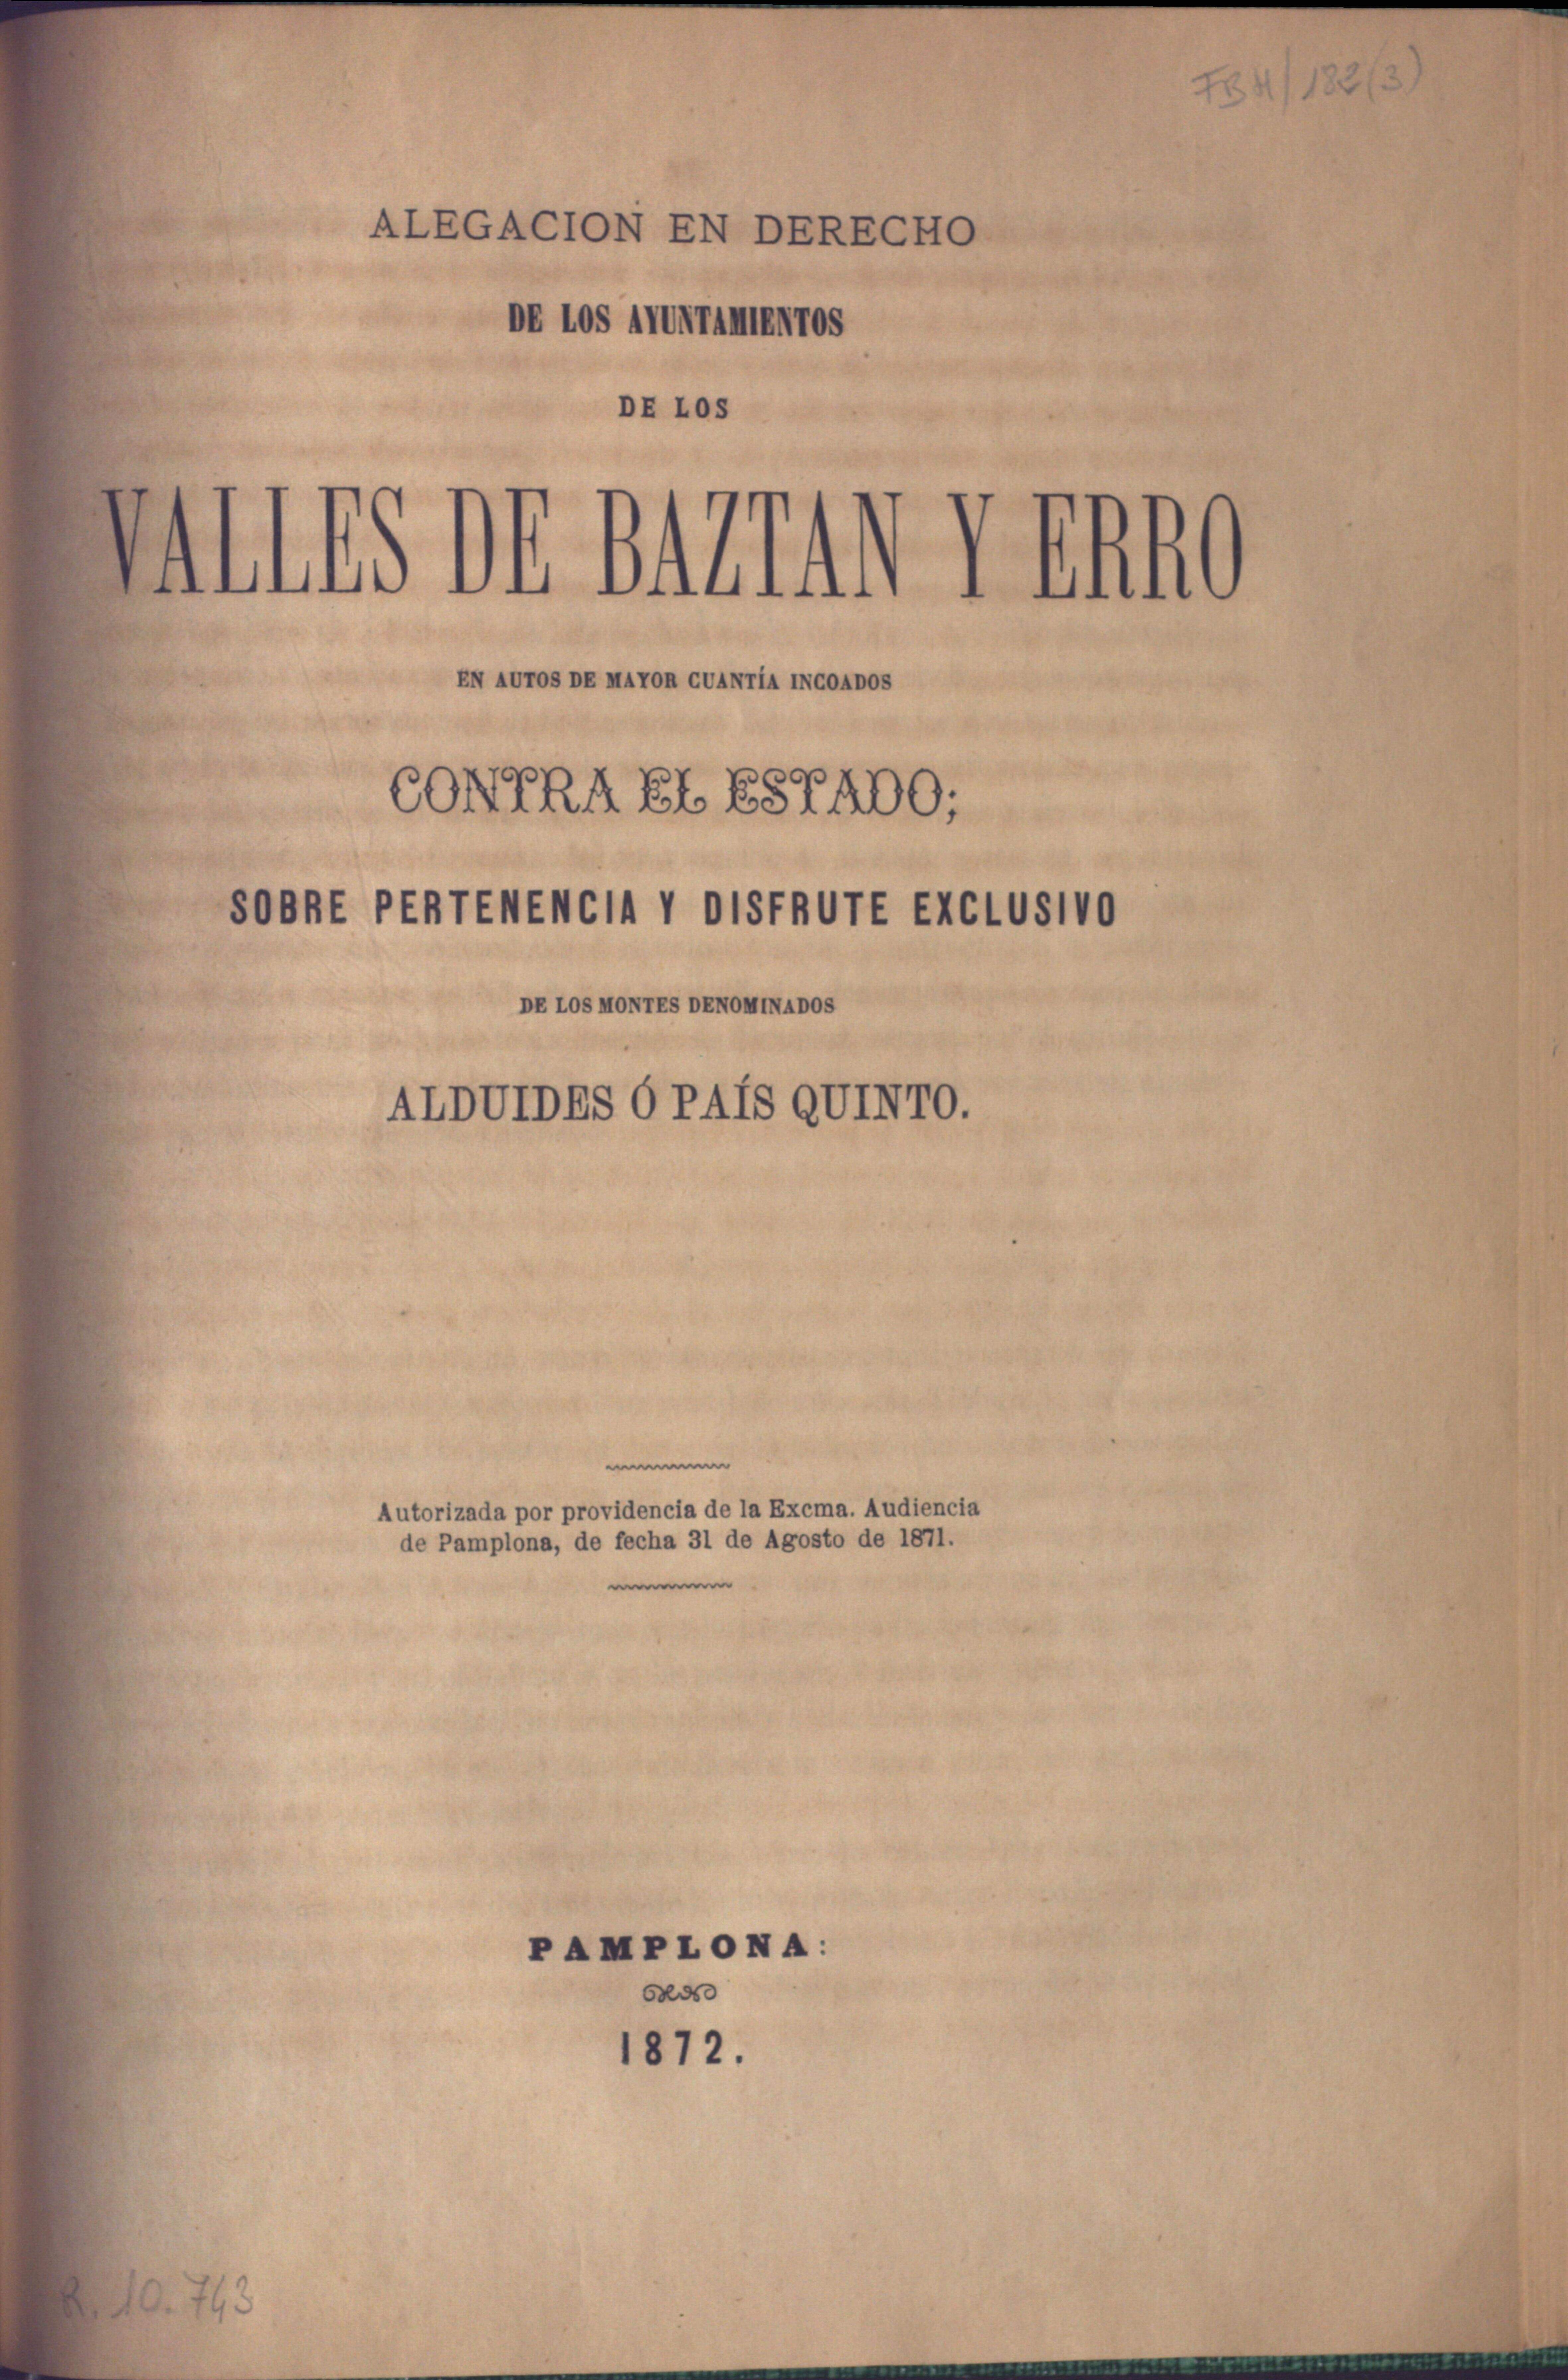 FBH/182(3)
ALEGACION EN DERECHO
DE LOS AYUNTAMIENTOS
DE LOS
VALLES DE BAZTAN Y ERRO
EN AUTOS DE MAYOR CUANTÍA INCOADOS
CONTRA EL ESTADO;
SOBRE PERTENENCIA Y DISFRUTE EXCLUSIVO
DE LOS MONTES DENOMINADOS
ALDUIDES Ó PAÍS QUINTO.
Autorizada por providencia de la Excma. Audiencia
de Pamplona, de fecha 31 de Agosto de 1871.
PAMPLONA:
1872.
R. 10.743